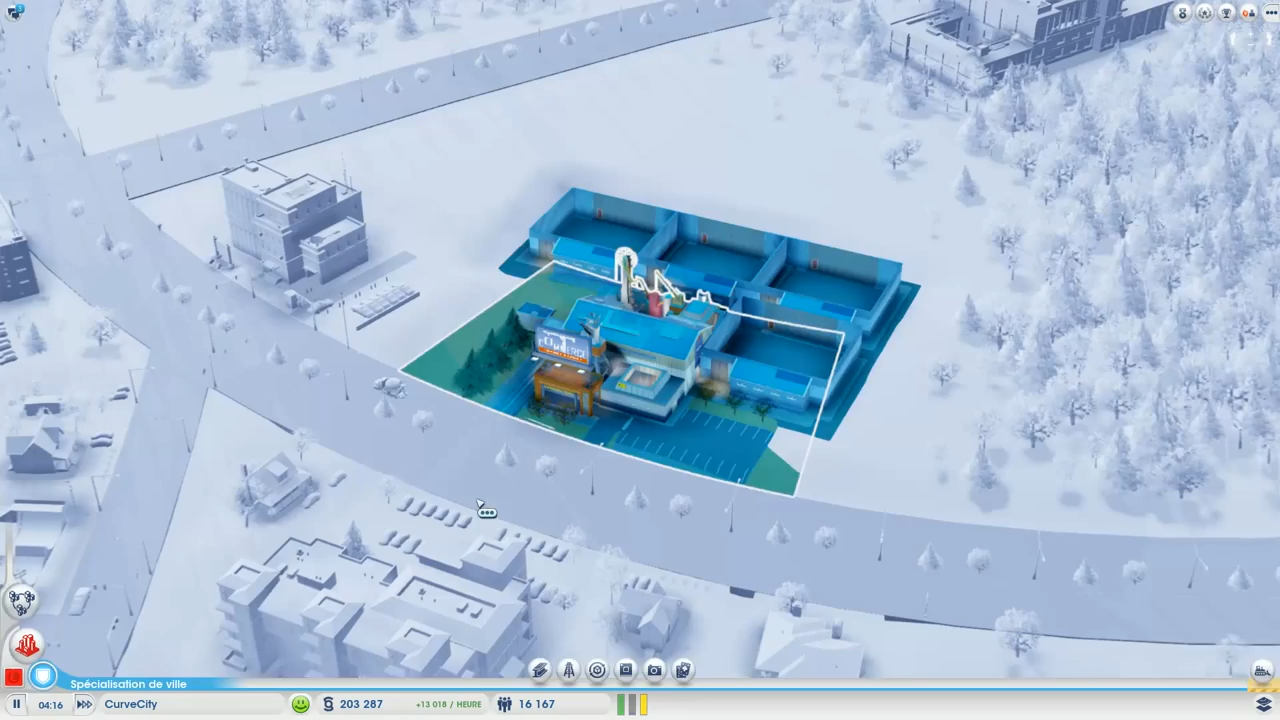 Spécialisation de ville
04:16
CurveCity
203 287
+13 018 / HEURE
16 167